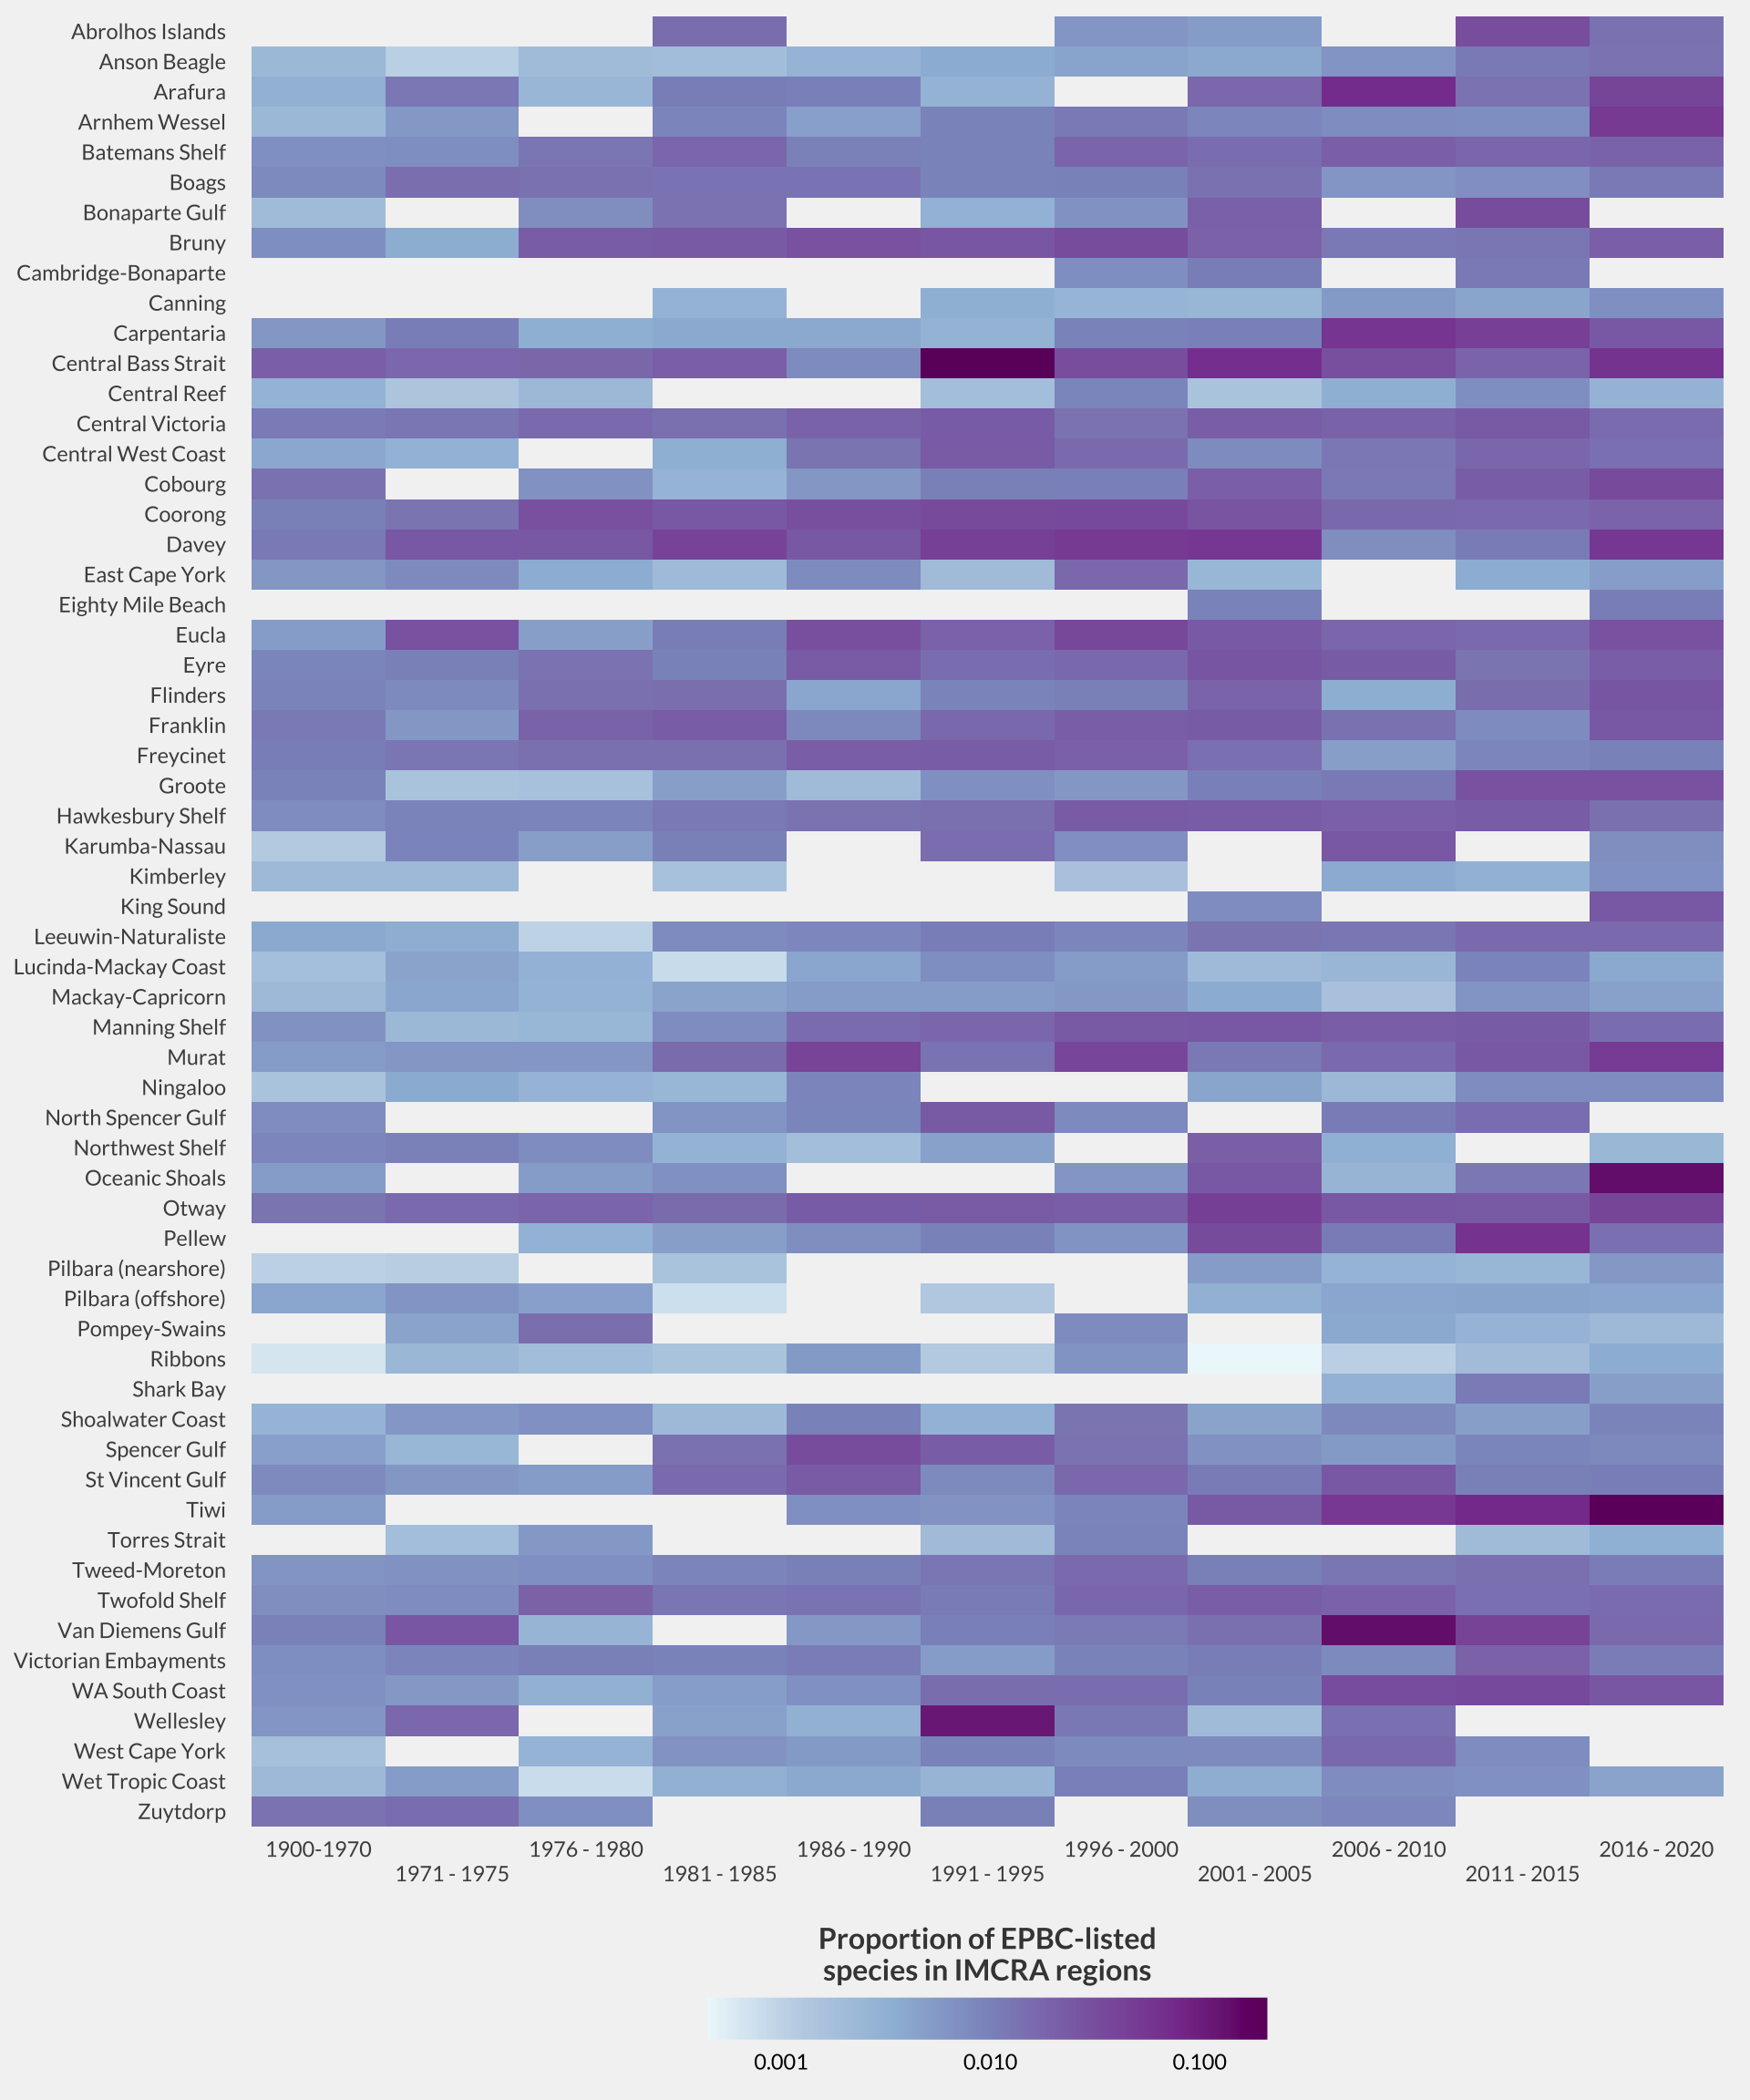 Abrolhos Islands
Anson Beagle
Arafura
Arnhem Wessel
Batemans Shelf
Boags
Bonaparte Gulf
Bruny
Cambridge-Bonaparte
Canning
Carpentaria
Central Bass Strait
Central Reef
Central Victoria
Central West Coast
Cobourg
Coorong
Davey
East Cape York
Eighty Mile Beach
Eucla
Eyre
Flinders
Franklin
Freycinet
Groote
Hawkesbury Shelf
Karumba-Nassau
Kimberley
King Sound
Leeuwin-Naturaliste
Lucinda-Mackay Coast
Mackay-Capricorn
Manning Shelf
Murat
Ningaloo
North Spencer Gulf
Northwest Shelf
Oceanic Shoals
Otway
Pellew
Pilbara (nearshore)
Pilbara (offshore)
Pompey-Swains
Ribbons
Shark Bay
Shoalwater Coast
Spencer Gulf
St Vincent Gulf
Tiwi
Torres Strait
Tweed-Moreton
Twofold Shelf
Van Diemens Gulf
Victorian Embayments
WA South Coast
Wellesley
West Cape York
Wet Tropic Coast
Zuytdorp
1900-1970 1976 - 1980 1986 - 1990 1996 - 2000 2006 - 2010 2016 - 2020
1971 - 1975 1981 - 1985 1991 - 1995 2001 - 2005 2011 - 2015
Proportion of EPBC-listed
species in IMCRA regions
0.001 0.010 0.100